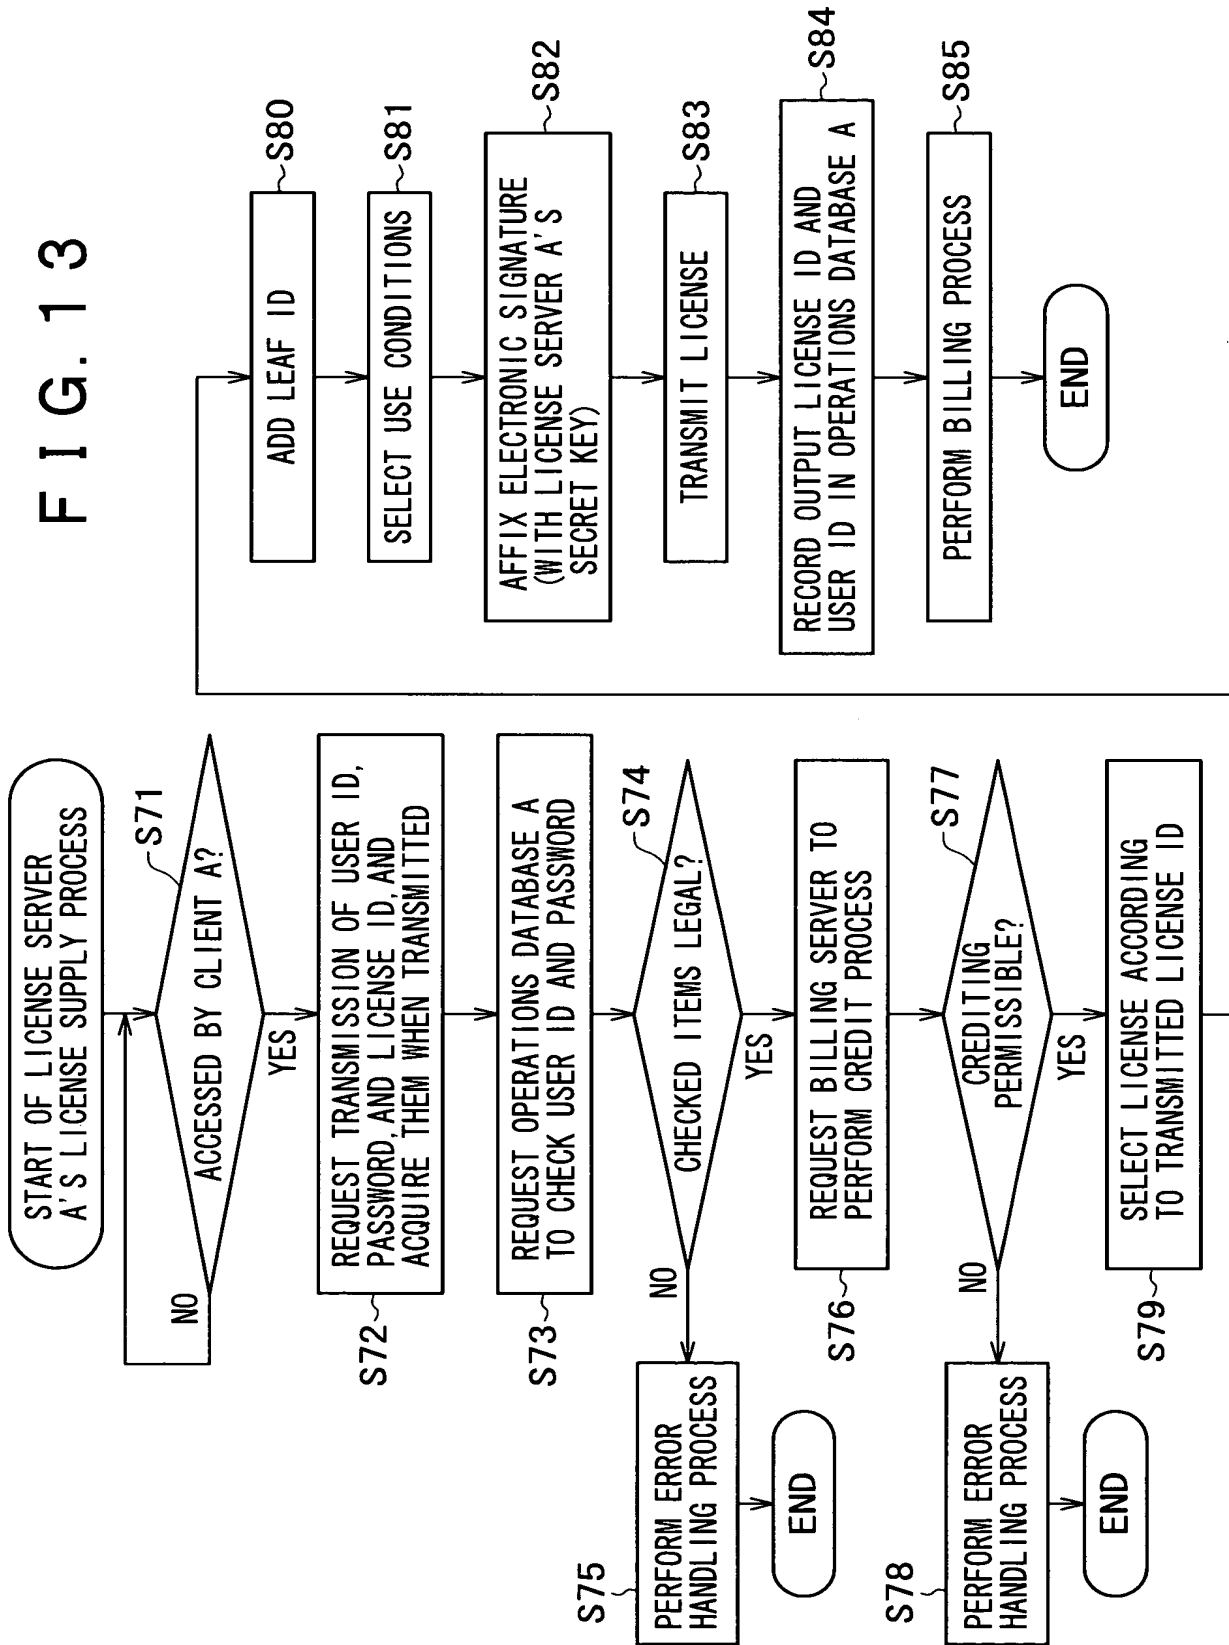 FIG. 13
START OF LICENSE SERVER
A'S LICENSE SUPPLY PROCESS
S71
ACCESSED BY CLIENT A?
NO
YES
S72
REQUEST TRANSMISSION OF USER ID,
PASSWORD, AND LICENSE ID, AND
ACQUIRE THEM WHEN TRANSMITTED
S73
REQUEST OPERATIONS DATABASE A
TO CHECK USER ID AND PASSWORD
S74
CHECKED ITEMS LEGAL?
NO
YES
S75
PERFORM ERROR
HANDLING PROCESS
END
S76
REQUEST BILLING SERVER TO
PERFORM CREDIT PROCESS
S77
CREDITING
PERMISSIBLE?
NO
YES
S78
PERFORM ERROR
HANDLING PROCESS
END
S79
SELECT LICENSE ACCORDING
TO TRANSMITTED LICENSE ID
S80
ADD LEAF ID
S81
SELECT USE CONDITIONS
S82
AFFIX ELECTRONIC SIGNATURE
(WITH LICENSE SERVER A'S
SECRET KEY)
S83
TRANSMIT LICENSE
S84
RECORD OUTPUT LICENSE ID AND
USER ID IN OPERATIONS DATABASE A
S85
PERFORM BILLING PROCESS
END